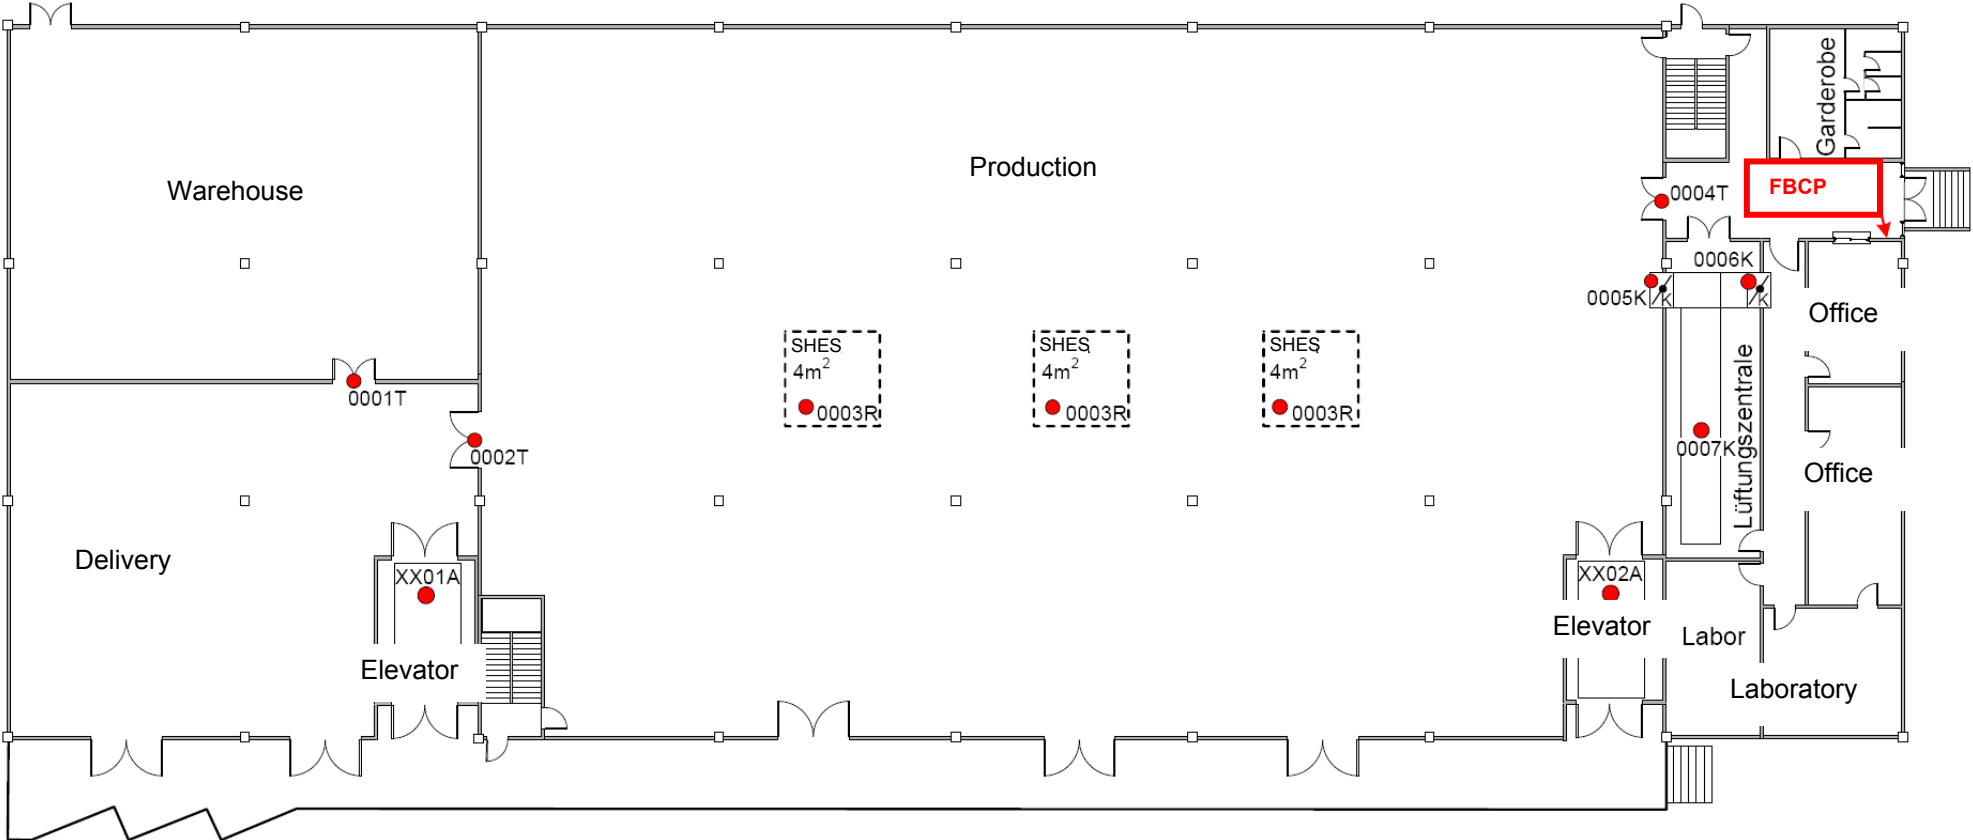 Garderobe
Production
Warehouse
FBCP
0004T
0006K
0005K
k
k
Office
SHES
4m²
0003R
SHES
4m²
0003R
SHES
4m²
0003R
0001T
0002T
0007K
Lüftungszentrale
Office
Delivery
XX01A
XX02A
Elevator
Labor
Elevator
Laboratory